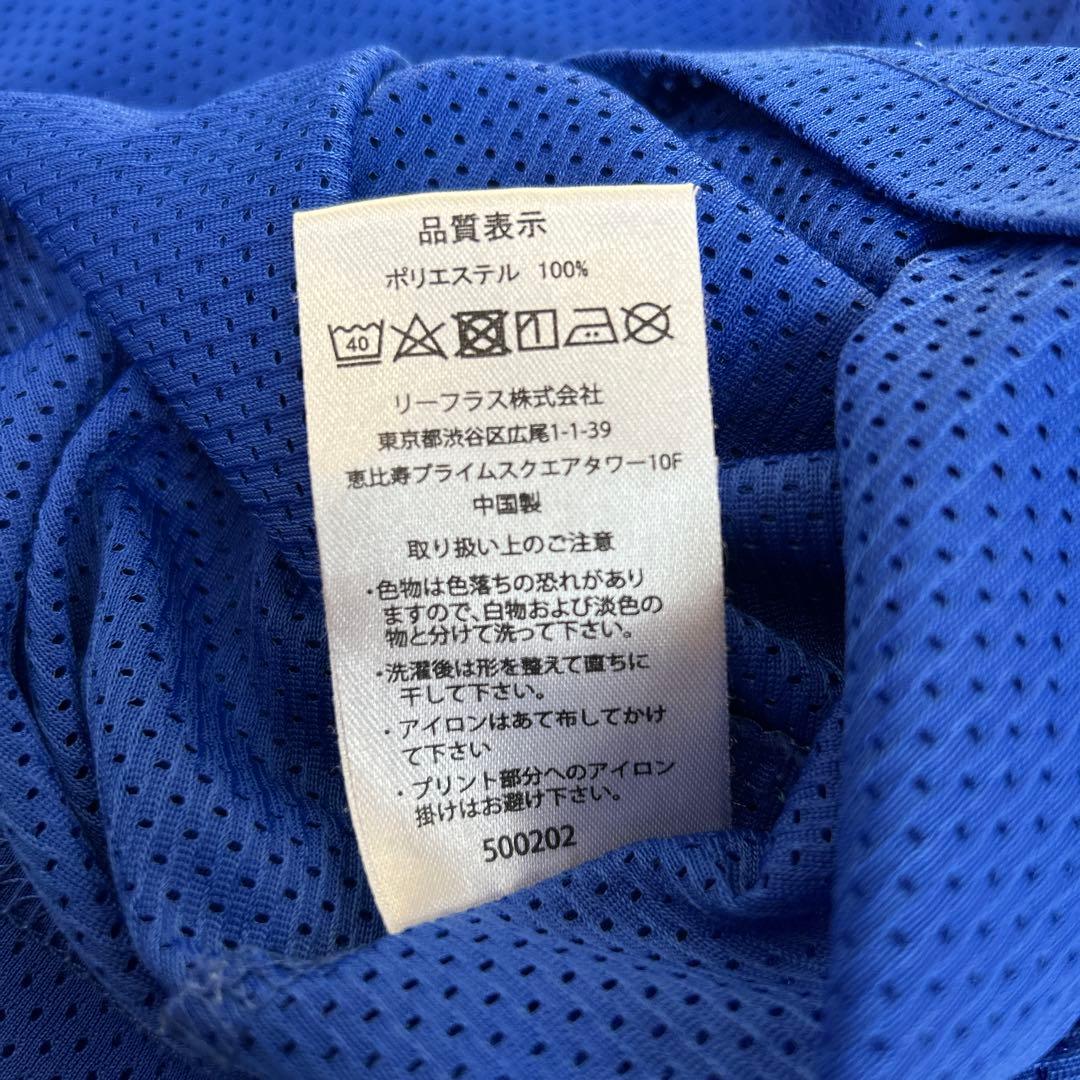 品質表示
ポリエステル 100%
40
リーフラス株式会社
東京都渋谷区広尾1-1-39
恵比寿プライムスクエアタワー10F
中国製
取り扱い上のご注意
・色物は色落ちの恐れがあり
ますので、白物および淡色の
物と分けて洗って下さい。
・洗濯後は形を整えて直ちに
干して下さい。
・アイロンはあて布してかけ
て下さい
・プリント部分へのアイロン
掛けはお避け下さい。
500202